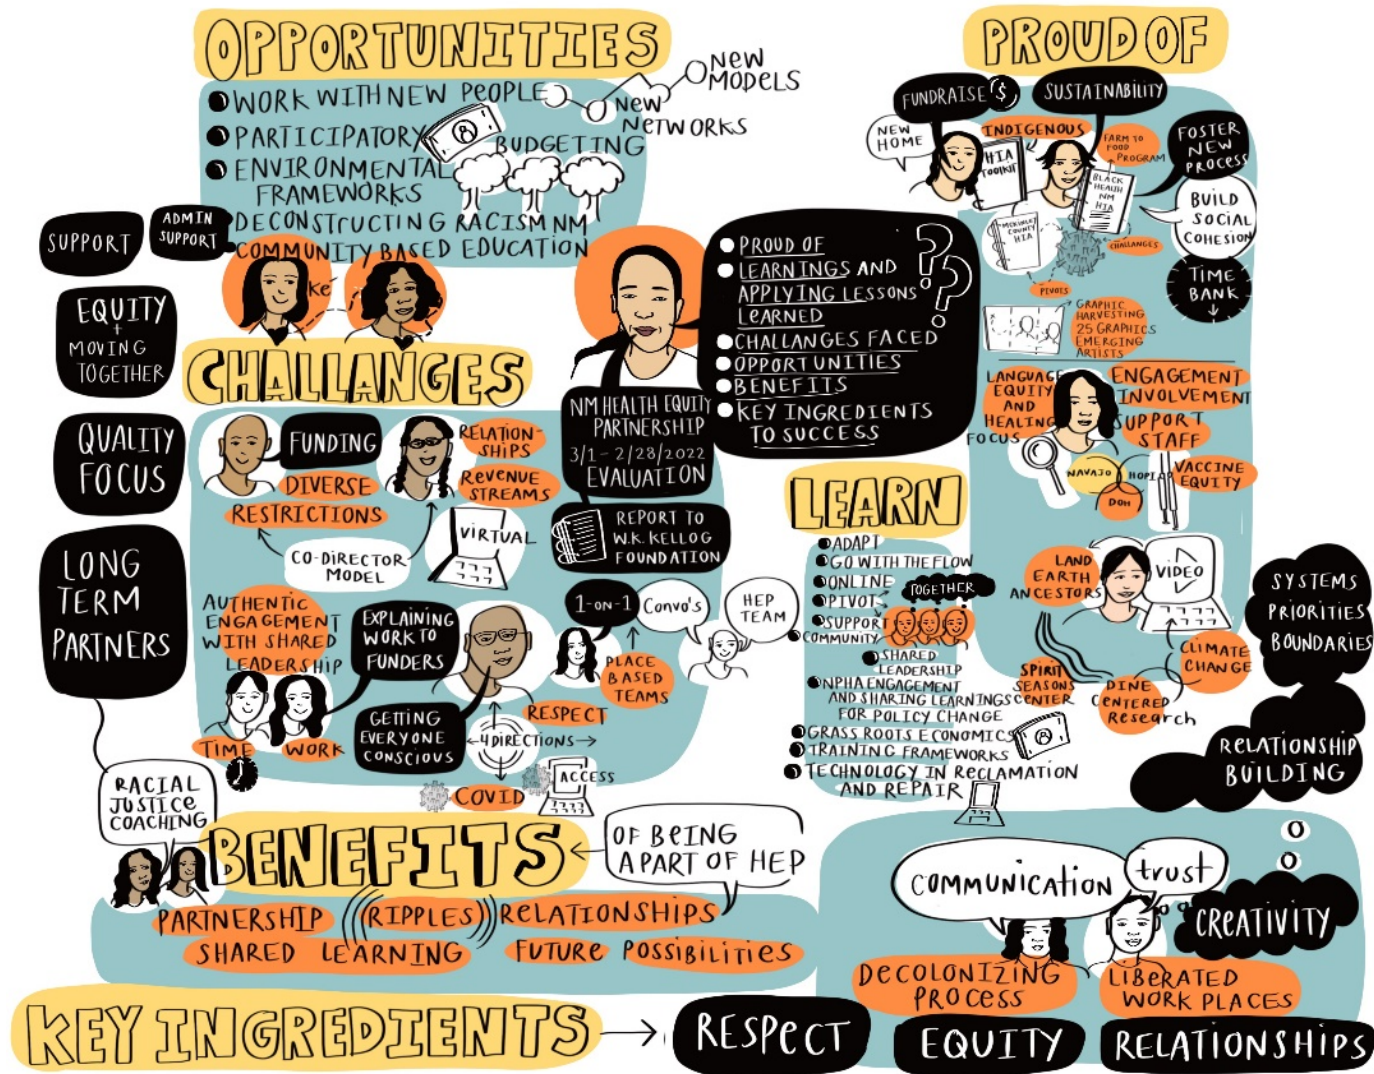 OPPORTUNITIES
WORK WITH NEW PEOPLE
NEW
MODELS
NEW
NETWORKS
PARTICIPATORY
BUDGETING
ENVIRONMENTAL
FRAMEWORKS
DECONSTRUCTING RACISM NM
COMMUNITY BASED EDUCATION
Ke
SUPPORT
ADMIN
SUPPORT
EQUITY
+
MOVING
TOGETHER
QUALITY
FOCUS
LONG
TERM
PARTNERS
RACIAL
JUSTICE
COACHING
CHALLANGES
FUNDING
DIVERSE
RESTRICTIONS
RELATION-
SHIPS
REVENUE
STREAMS
CO-DIRECTOR
MODEL
VIRTUAL
AUTHENTIC
ENGAGEMENT
WITH SHARED
LEADERSHIP
TIME
WORK
EXPLAINING
WORK TO
FUNDERS
GETTING
EVERYONE
CONSCIOUS
RESPECT
4 DIRECTIONS
COVID
ACCESS
1-ON-1
Convo's
PLACE
BASED
TEAMS
HEP
TEAM
NM HEALTH EQUITY
PARTNERSHIP
3/1 - 2/28/2022
EVALUATION
REPORT TO
W.K. KELLOG
FOUNDATION
PROUD OF
LEARNINGS AND
APPLYING LESSONS
LEARNED
CHALLANGES FACED
OPPORTUNITIES
BENEFITS
KEY INGREDIENTS
TO SUCCESS
???
PROUD OF
FUNDRAISE $
SUSTAINABILITY
NEW
HOME
INDIGENOUS
HIA
TOOLKIT
FARM TO
FOOD
PROGRAM
FOSTER
NEW
PROCESS
BLACK
HEALTH
NM
HIA
BUILD
SOCIAL
COHESION
MCKINLEY
COUNTY
HIA
CHALLANGES
PIVOTS
TIME
BANK
GRAPHIC
HARVESTING
25 GRAPHICS
EMERGING
ARTISTS
LANGUAGE
EQUITY
AND
HEALING
FOCUS
ENGAGEMENT
INVOLVEMENT
SUPPORT
STAFF
NAVAJO
HOPI
DOH
VACCINE
EQUITY
LAND
EARTH
ANCESTORS
VIDEO
CLIMATE
CHANGE
SPIRIT
SEASONS
CENTER
DINE
CENTERED
Research
SYSTEMS
PRIORITIES
BOUNDARIES
RELATIONSHIP
BUILDING
LEARN
ADAPT
GO WITH THE FLOW
ONLINE
PIVOT
TOGETHER
SUPPORT
COMMUNITY
SHARED
LEADERSHIP
NPHA ENGAGEMENT
AND SHARING LEARNINGS
FOR POLICY CHANGE
GRASS ROOTS ECONOMICS
TRAINING FRAMEWORKS
TECHNOLOGY IN RECLAMATION
AND REPAIR
BENEFITS
OF BEING
A PART OF HEP
PARTNERSHIP
RIPPLES
RELATIONSHIPS
SHARED LEARNING
FUTURE POSSIBILITIES
COMMUNICATION
trust
CREATIVITY
DECOLONIZING
PROCESS
LIBERATED
WORK PLACES
KEY INGREDIENTS
RESPECT
EQUITY
RELATIONSHIPS